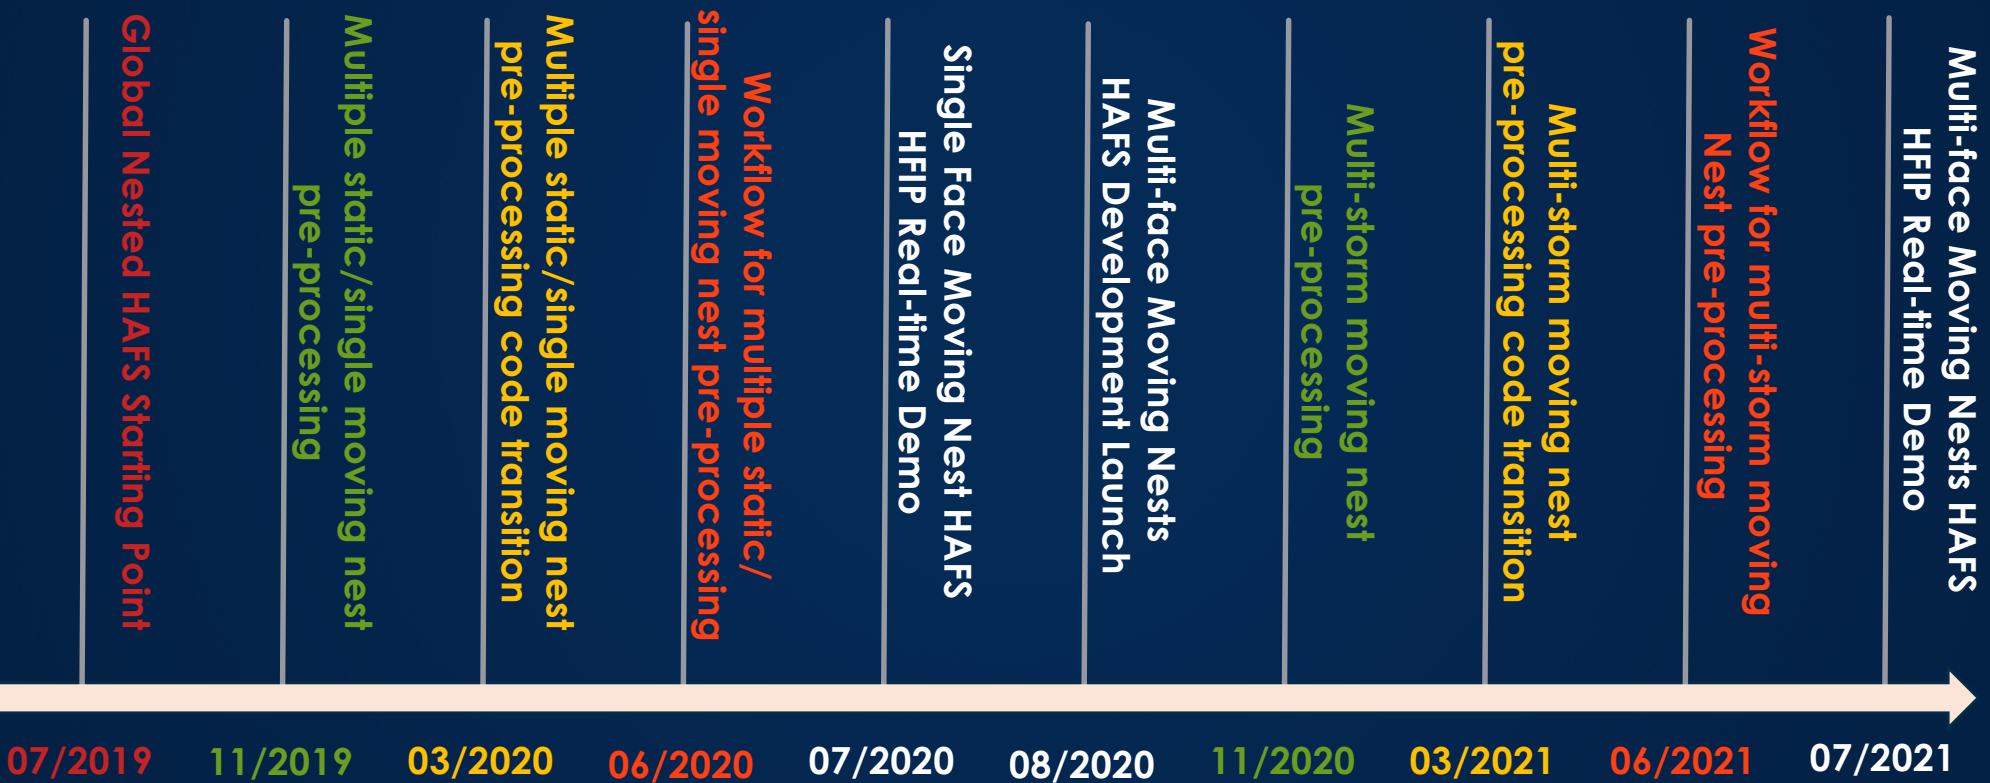 Global Nested HAFS Starting Point
Multiple static/single moving nest
pre-processing
Multiple static/single moving nest
pre-processing code transition
Workflow for multiple static/
single moving nest pre-processing
Single Face Moving Nest HAFS
HFIP Real-time Demo
Multi-face Moving Nests
HAFS Development Launch
Multi-storm moving nest
pre-processing
Multi-storm moving nest
pre-processing code transition
Workflow for multi-storm moving
Nest pre-processing
Multi-face Moving Nests HAFS
HFIP Real-time Demo
07/2019
11/2019
03/2020
06/2020
07/2020
08/2020
11/2020
03/2021
06/2021
07/2021